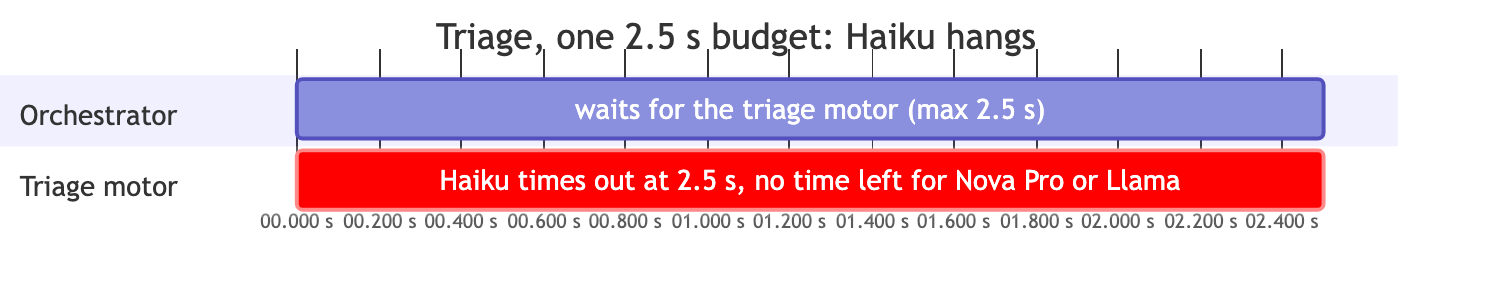 Triage, one 2.5 s budget: Haiku hangs
Orchestrator
waits for the triage motor (max 2.5 s)
Triage motor
Haiku times out at 2.5 s, no time left for Nova Pro or Llama
00.000 s 00.200 s 00.400 s 00.600 s 00.800 s 01.000 s 01.200 s 01.400 s 01.600 s 01.800 s 02.000 s 02.200 s 02.400 s